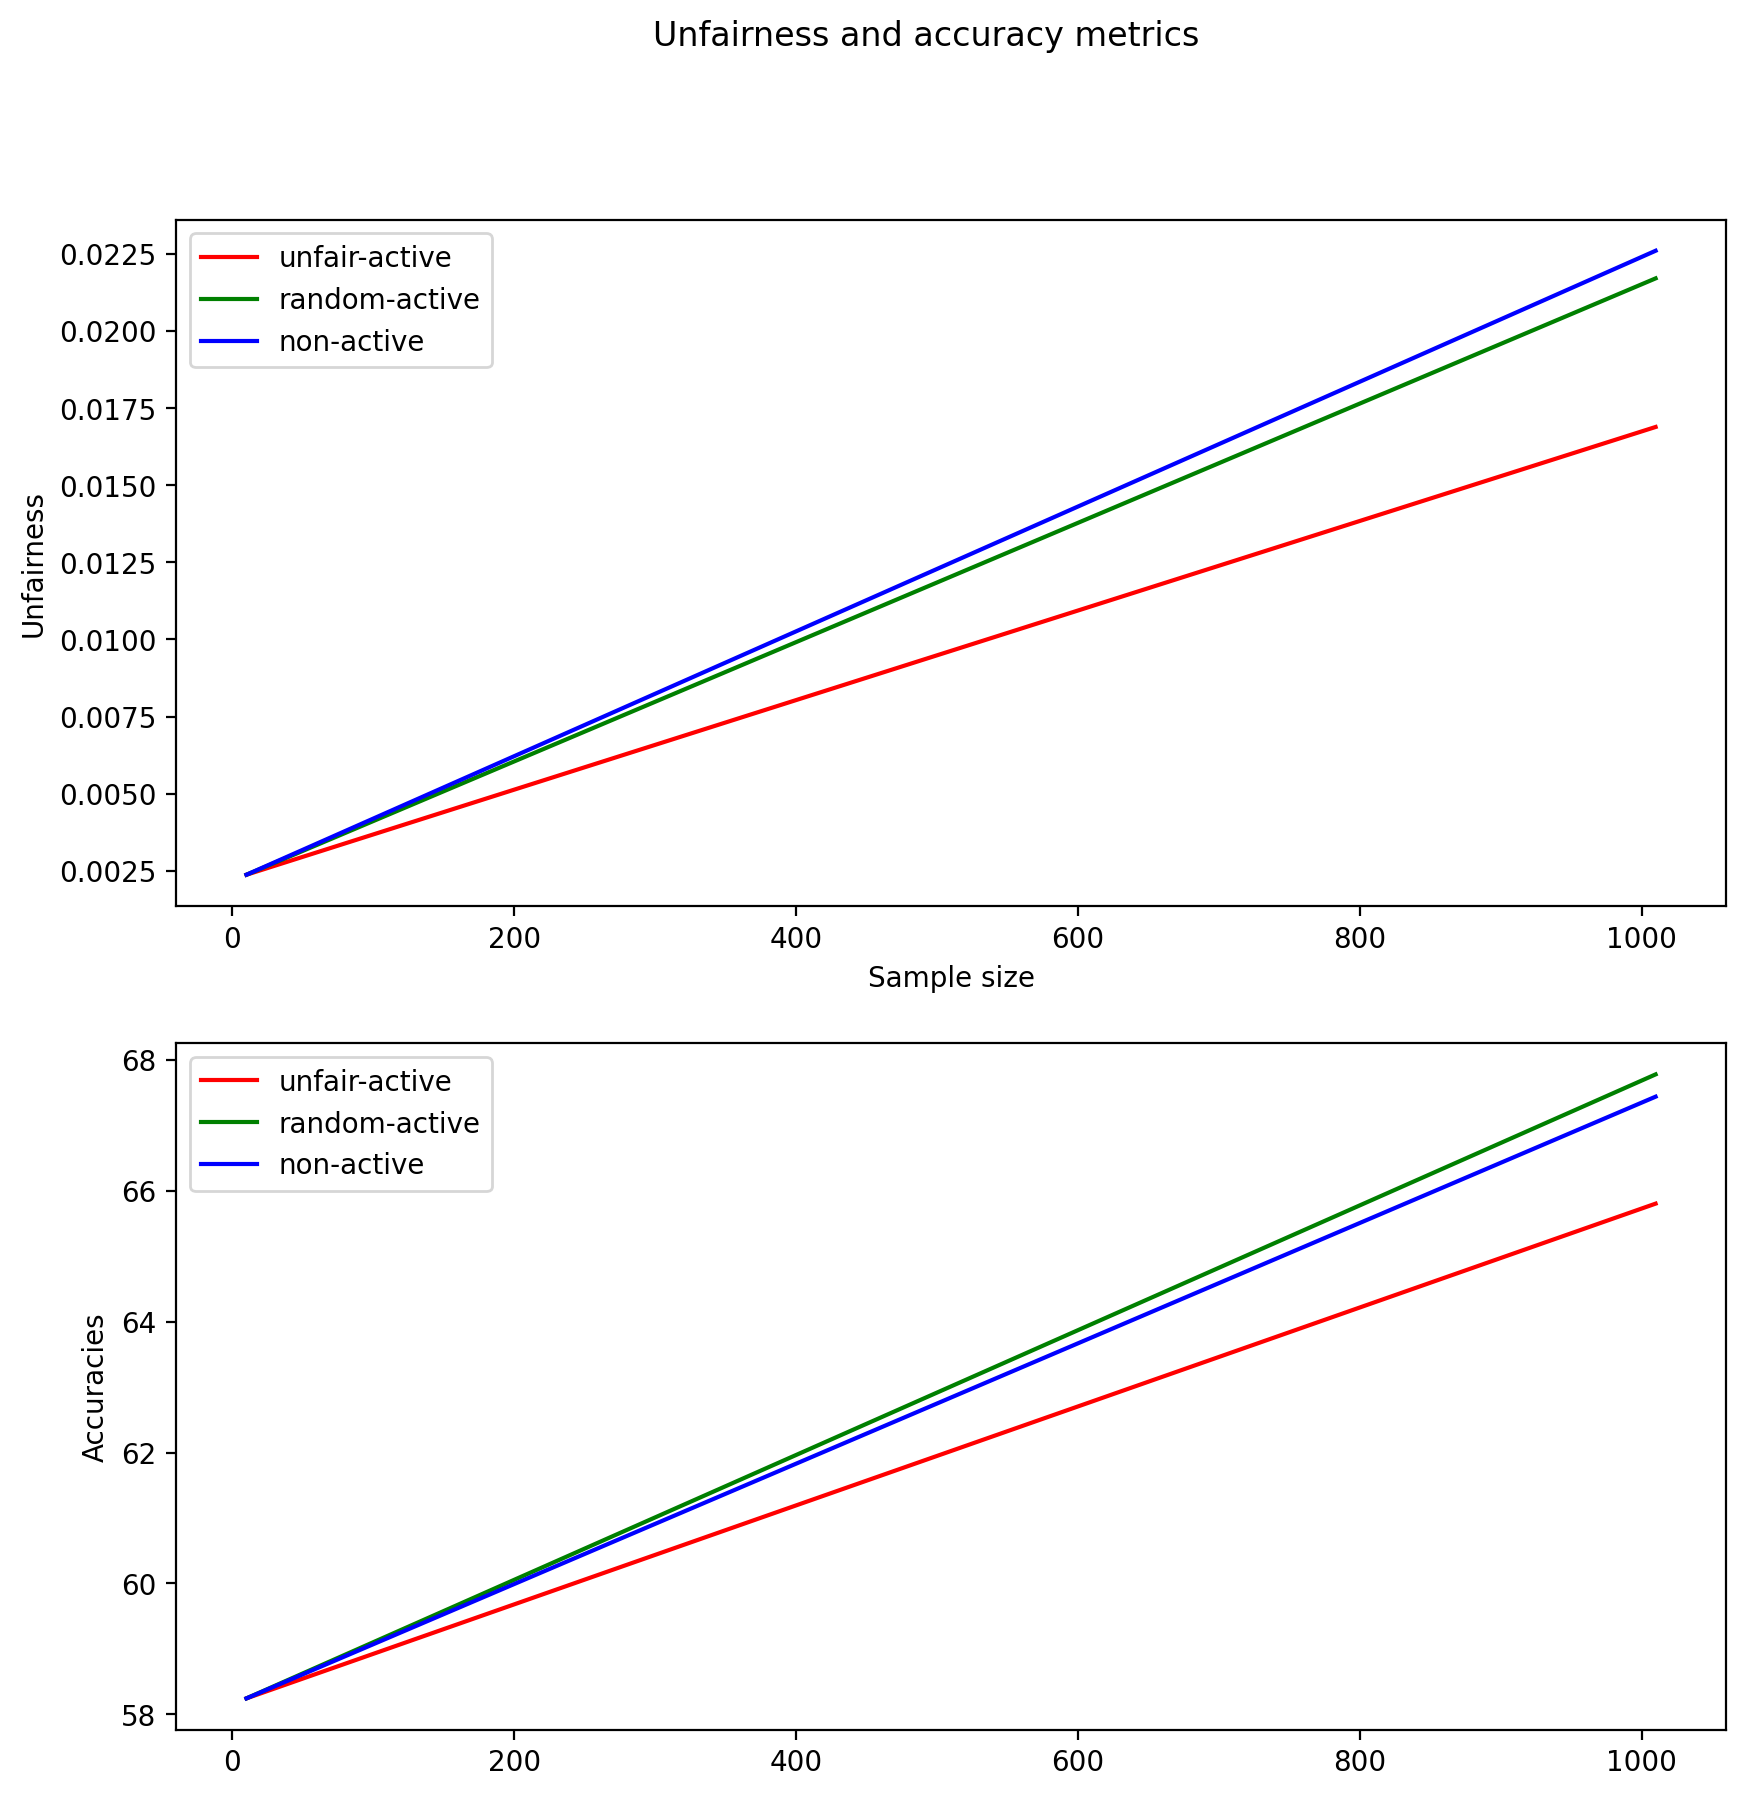 Unfairness and accuracy metrics
unfair-active
random-active
non-active
0.0225
0.0200
0.0175
0.0150
0.0125
0.0100
0.0075
0.0050
0.0025
Unfairness
0 200 400 600 800 1000
Sample size
unfair-active
random-active
non-active
68
66
64
62
60
58
Accuracies
0 200 400 600 800 1000